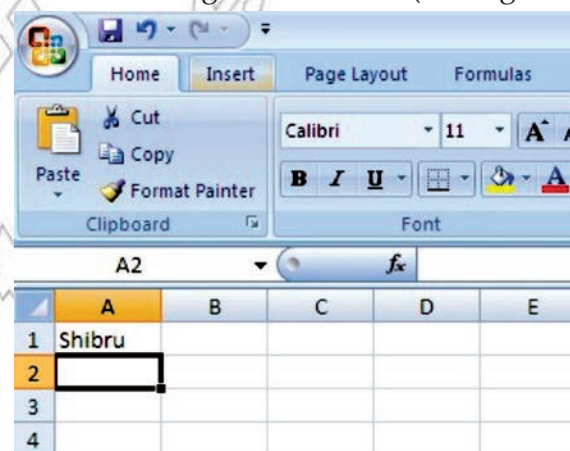 Home Insert Page Layout Formulas
Cut
Calibri 11 A
Copy
Paste
Format Painter
B I U A
Clipboard Font
A2 fx
A B C D E
1 Shibru
2
3
4